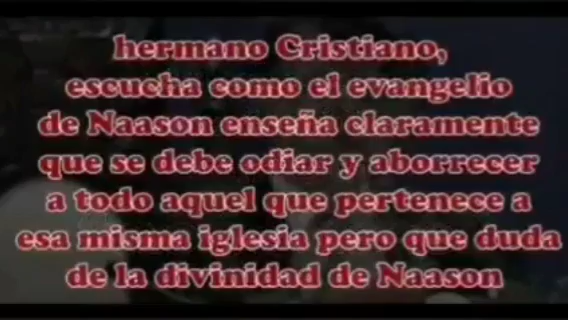 hermano Cristiano,
escucha como el evangelio
de Naason enseña claramente
que se debe odiar y aborrecer
a todo aquel que pertenece a
esa misma iglesia pero que duda
de la divinidad de Naason